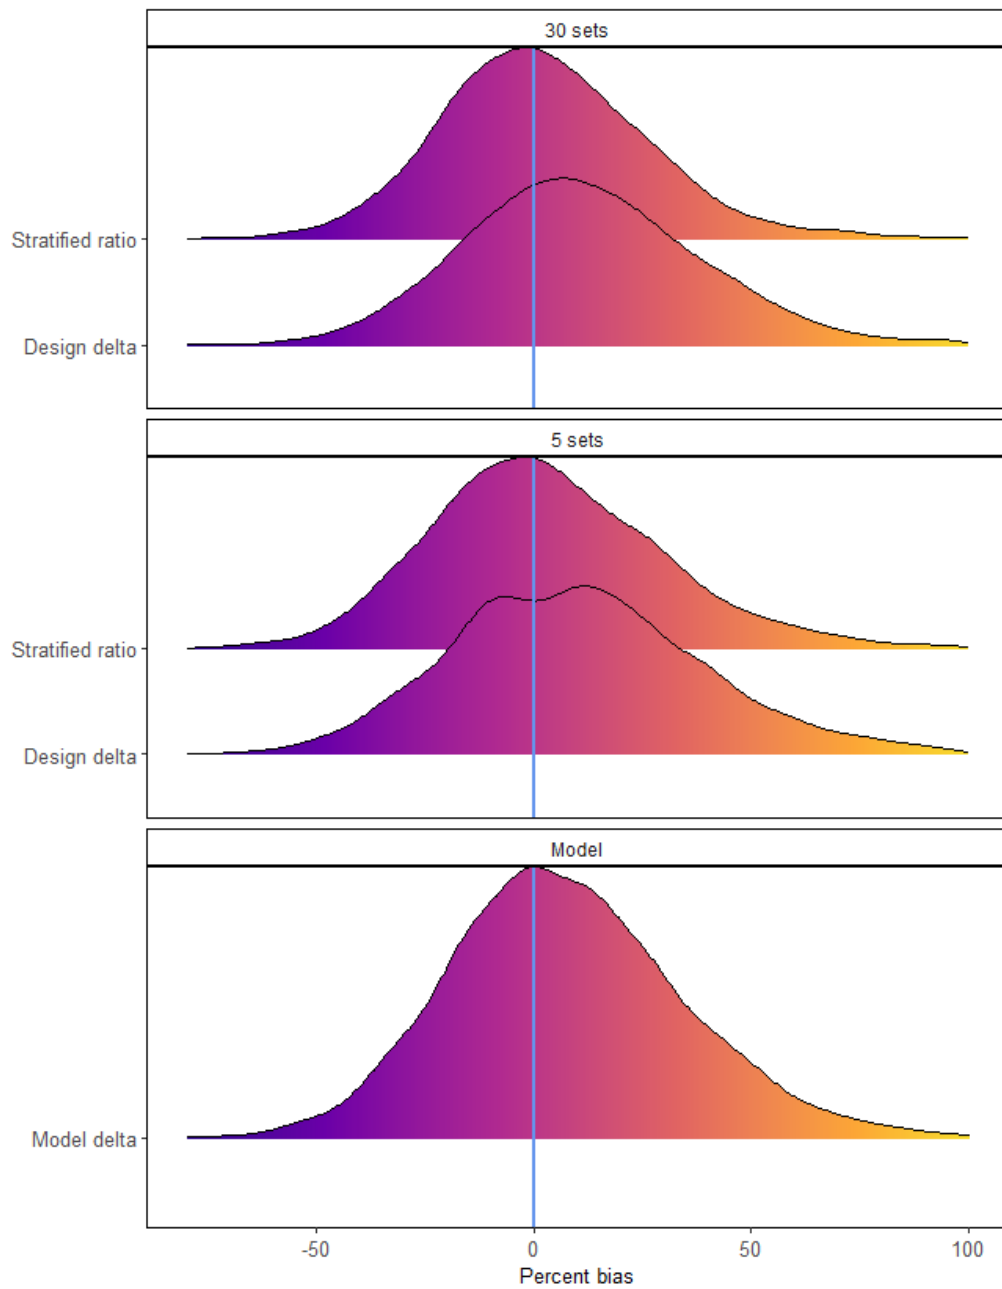 30 sets
Stratified ratio
Design delta
5 sets
Stratified ratio
Design delta
Model
Model delta
-50 0 50 100
Percent bias